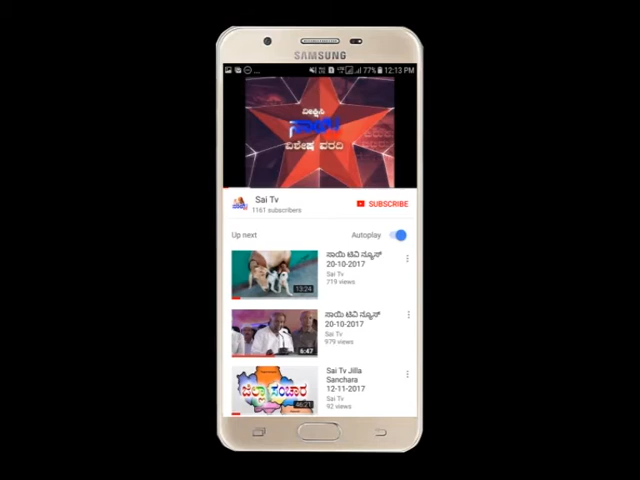 SAMSUNG
77% 12:13 PM
ವೀಕ್ಷಿಸಿ
ವಿಶೇಷ ವರದಿ
Sai Tv
1161 subscribers
SUBSCRIBE
Up next
Autoplay
ಸಾಯಿ ಟಿವಿ ನ್ಯೂಸ್
20-10-2017
Sai Tv
719 views
13:24
ಸಾಯಿ ಟಿವಿ ನ್ಯೂಸ್
20-10-2017
Sai Tv
979 views
6:47
Sai Tv Jilla
Sanchara
12-11-2017
Sai Tv
92 views
ಜಿಲ್ಲಾ ಸಂಚಾರ
46:21